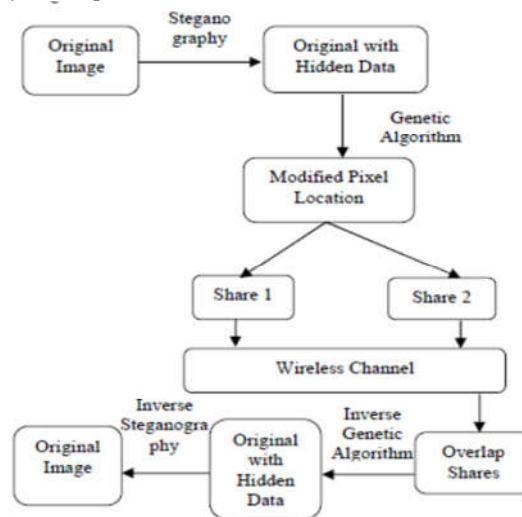 Original
Image
Stegano
graphy
Original with
Hidden Data
Genetic
Algorithm
Modified Pixel
Location
Share 1
Share 2
Wireless Channel
Inverse
Steganogra
phy
Inverse
Genetic
Algorithm
Original
Image
Original
with
Hidden
Data
Overlap
Shares